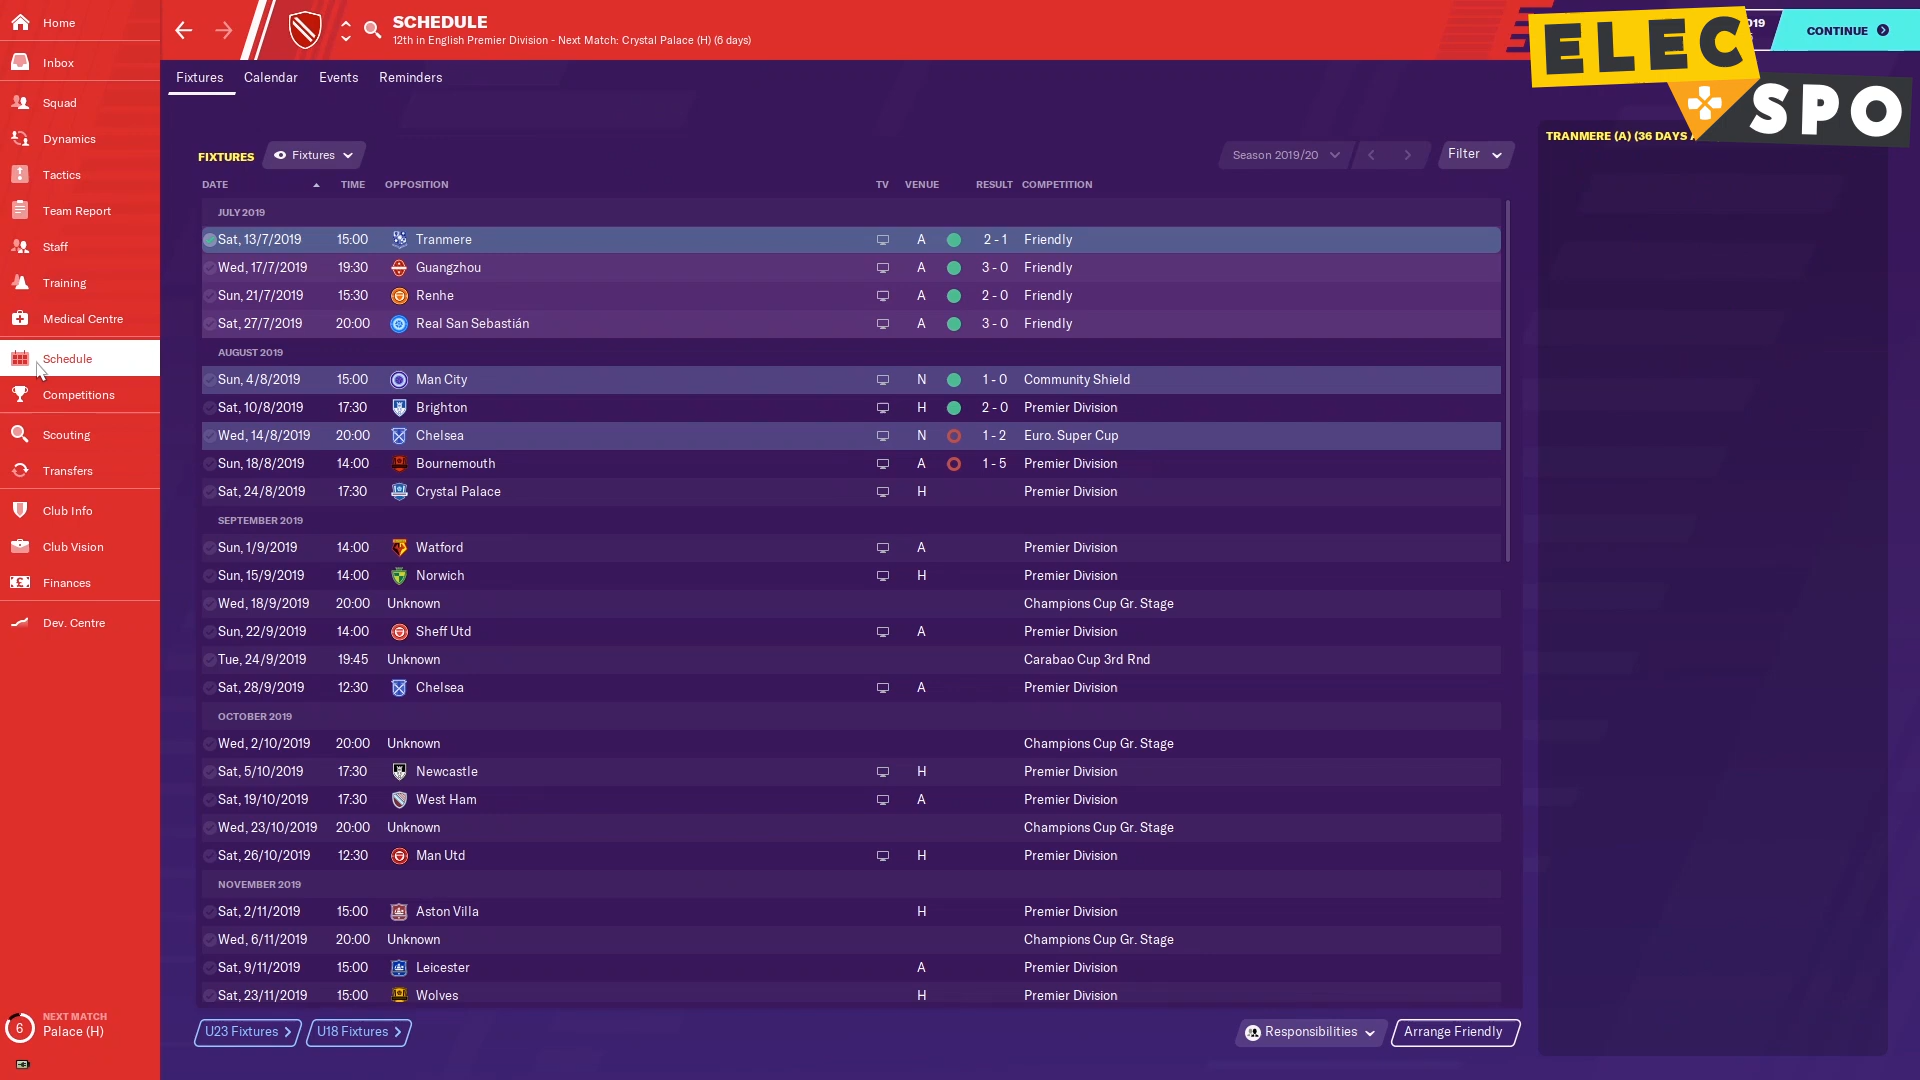 Home
Inbox
Squad
Dynamics
Tactics
Team Report
Staff
Training
Medical Centre
Schedule
Competitions
Scouting
Transfers
Club Info
Club Vision
Finances
Dev. Centre
6
NEXT MATCH
Palace (H)
SCHEDULE
12th in English Premier Division - Next Match: Crystal Palace (H) (6 days)
CONTINUE
ELEC
SPO
Fixtures Calendar Events Reminders
FIXTURES Fixtures Season 2019/20 Filter
DATE TIME OPPOSITION TV VENUE RESULT COMPETITION
JULY 2019
Sat, 13/7/2019 15:00 Tranmere A 2 - 1 Friendly
Wed, 17/7/2019 19:30 Guangzhou A 3 - 0 Friendly
Sun, 21/7/2019 15:30 Renhe A 2 - 0 Friendly
Sat, 27/7/2019 20:00 Real San Sebastián A 3 - 0 Friendly
AUGUST 2019
Sun, 4/8/2019 15:00 Man City N 1 - 0 Community Shield
Sat, 10/8/2019 17:30 Brighton H 2 - 0 Premier Division
Wed, 14/8/2019 20:00 Chelsea N 1 - 2 Euro. Super Cup
Sun, 18/8/2019 14:00 Bournemouth A 1 - 5 Premier Division
Sat, 24/8/2019 17:30 Crystal Palace H Premier Division
SEPTEMBER 2019
Sun, 1/9/2019 14:00 Watford A Premier Division
Sun, 15/9/2019 14:00 Norwich H Premier Division
Wed, 18/9/2019 20:00 Unknown Champions Cup Gr. Stage
Sun, 22/9/2019 14:00 Sheff Utd A Premier Division
Tue, 24/9/2019 19:45 Unknown Carabao Cup 3rd Rnd
Sat, 28/9/2019 12:30 Chelsea A Premier Division
OCTOBER 2019
Wed, 2/10/2019 20:00 Unknown Champions Cup Gr. Stage
Sat, 5/10/2019 17:30 Newcastle H Premier Division
Sat, 19/10/2019 17:30 West Ham A Premier Division
Wed, 23/10/2019 20:00 Unknown Champions Cup Gr. Stage
Sat, 26/10/2019 12:30 Man Utd H Premier Division
NOVEMBER 2019
Sat, 2/11/2019 15:00 Aston Villa H Premier Division
Wed, 6/11/2019 20:00 Unknown Champions Cup Gr. Stage
Sat, 9/11/2019 15:00 Leicester A Premier Division
Sat, 23/11/2019 15:00 Wolves H Premier Division
U23 Fixtures U18 Fixtures Responsibilities Arrange Friendly
TRANMERE (A) (36 DAYS